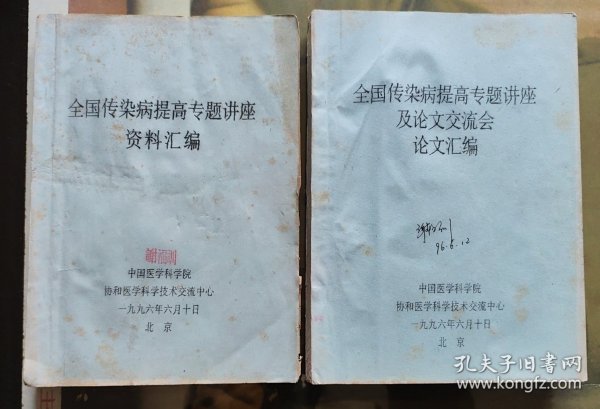 全国传染病提高专题讲座
资料汇编
中国医学科学院
协和医学科学技术交流中心
一九九六年六月十日
北京
全国传染病提高专题讲座
及论文交流会
论文汇编
96.6.12
中国医学科学院
协和医学科学技术交流中心
一九九六年六月十日
北京
孔夫子旧书网
www.kongfz.com